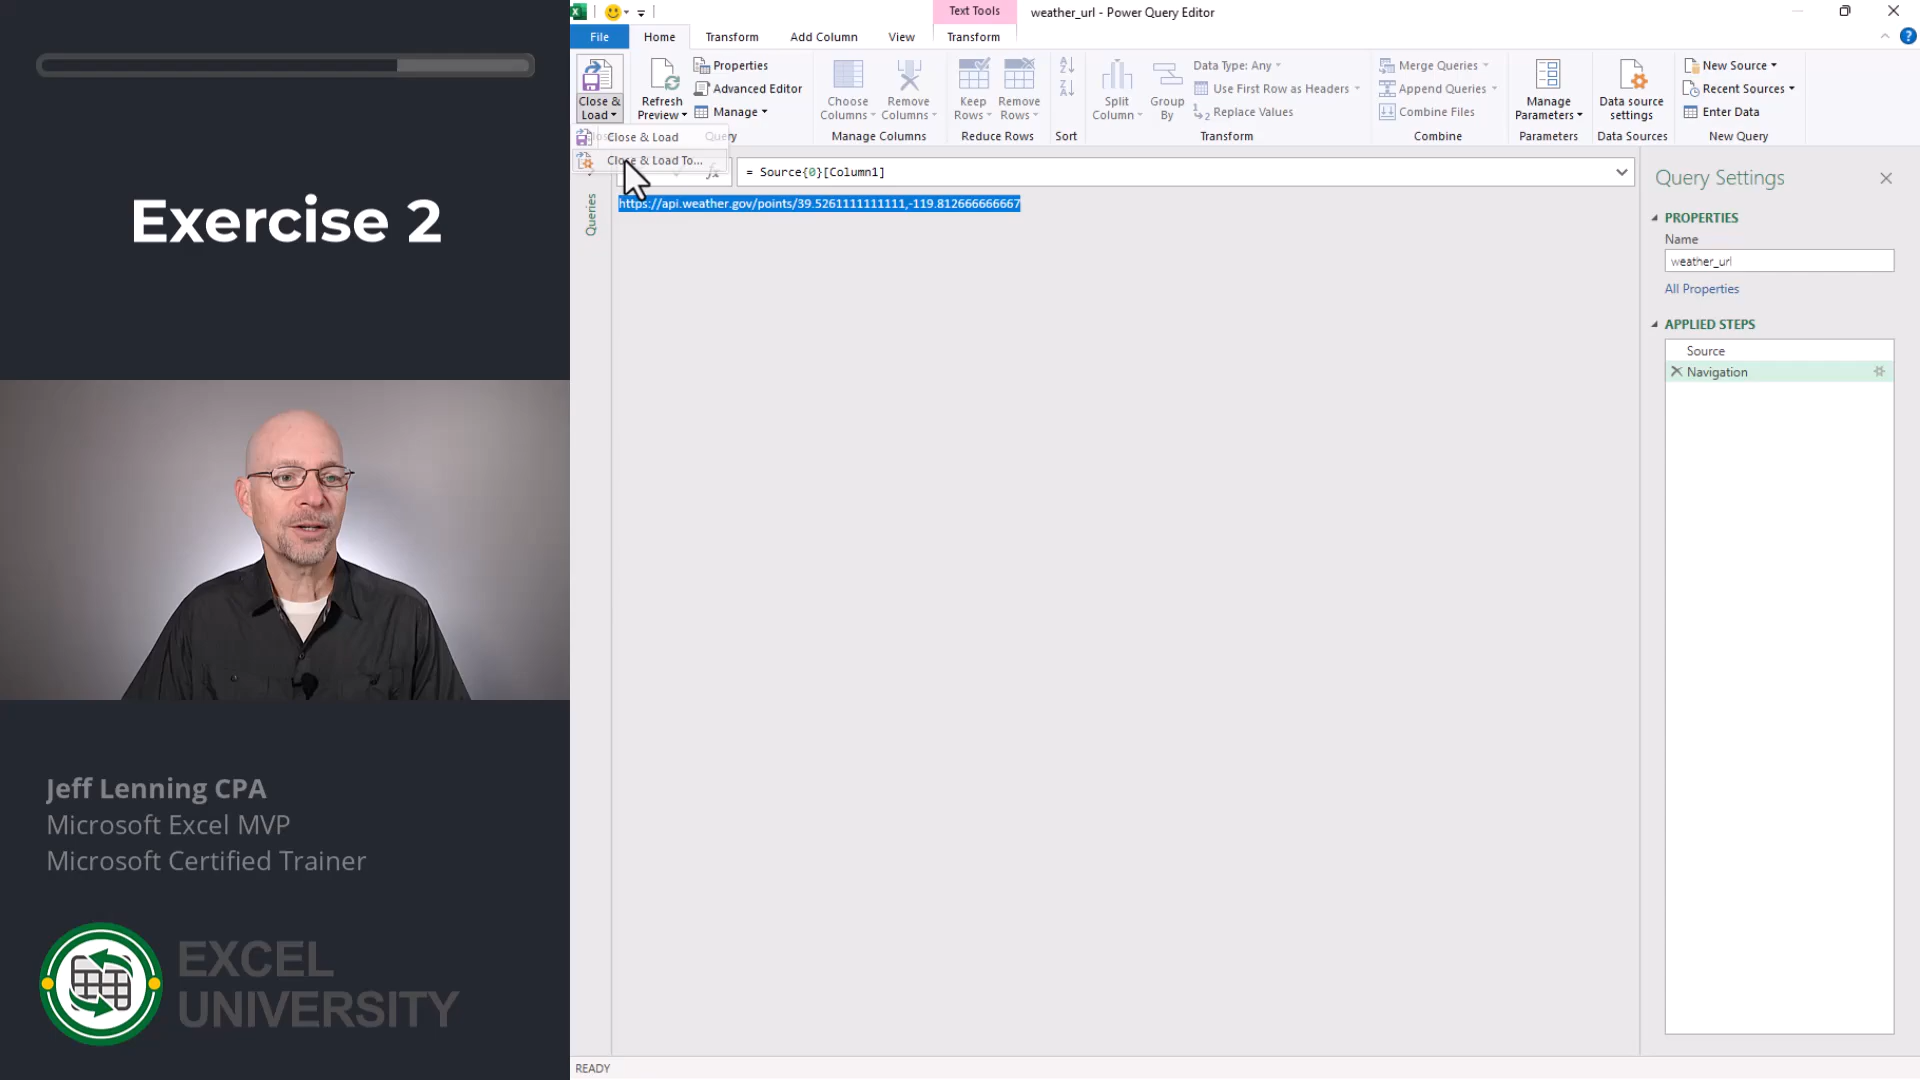 Exercise 2
Jeff Lenning CPA
Microsoft Excel MVP
Microsoft Certified Trainer
EXCEL
UNIVERSITY
Text Tools
weather_url - Power Query Editor
File
Home
Transform
Add Column
View
Transform
Close & Load
Refresh Preview
Properties
Advanced Editor
Manage
Query
Choose Columns
Remove Columns
Manage Columns
Keep Rows
Remove Rows
Reduce Rows
Sort
Split Column
Group By
Data Type: Any
Use First Row as Headers
Replace Values
Transform
Merge Queries
Append Queries
Combine Files
Combine
Manage Parameters
Parameters
Data source settings
Data Sources
New Source
Recent Sources
Enter Data
New Query
Close & Load
Close & Load To...
= Source{0}[Column1]
https://api.weather.gov/points/39.5261111111111,-119.812666666667
Queries
Query Settings
PROPERTIES
Name
weather_url
All Properties
APPLIED STEPS
Source
Navigation
READY